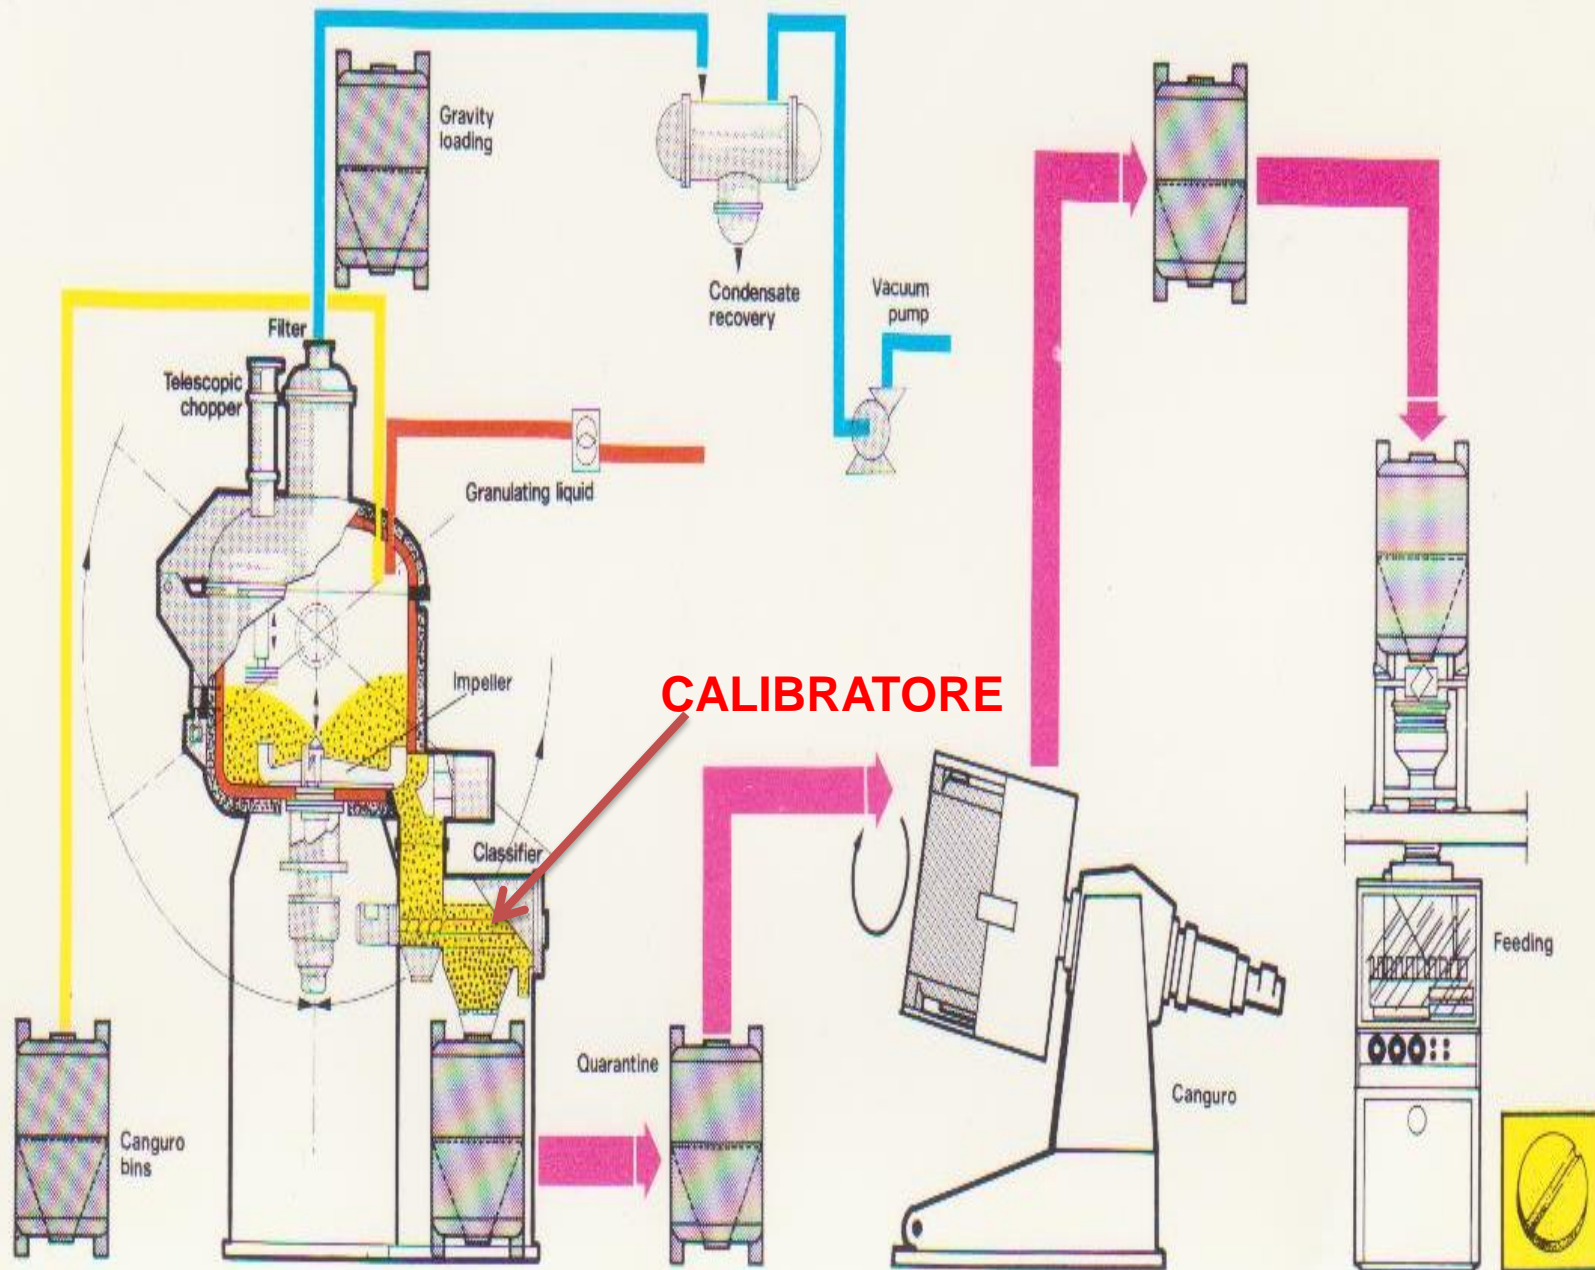 Gravity
loading
Condensate
recovery
Vacuum
pump
Filter
Telescopic
chopper
Granulating liquid
Impeller
CALIBRATORE
Classifier
Feeding
Quarantine
Canguro
Canguro
bins